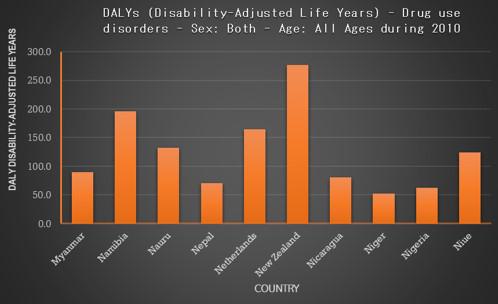 DALYs (Disability-Adjusted Life Years) - Drug use
disorders - Sex: Both - Age: All Ages during 2010
DALY DISABILITY-ADJUSTED LIFE YEARS
300.0
250.0
200.0
150.0
100.0
50.0
0.0
Myanmar
Namibia
Nauru
Nepal
Netherlands
New Zealand
Nicaragua
Niger
Nigeria
Niue
COUNTRY